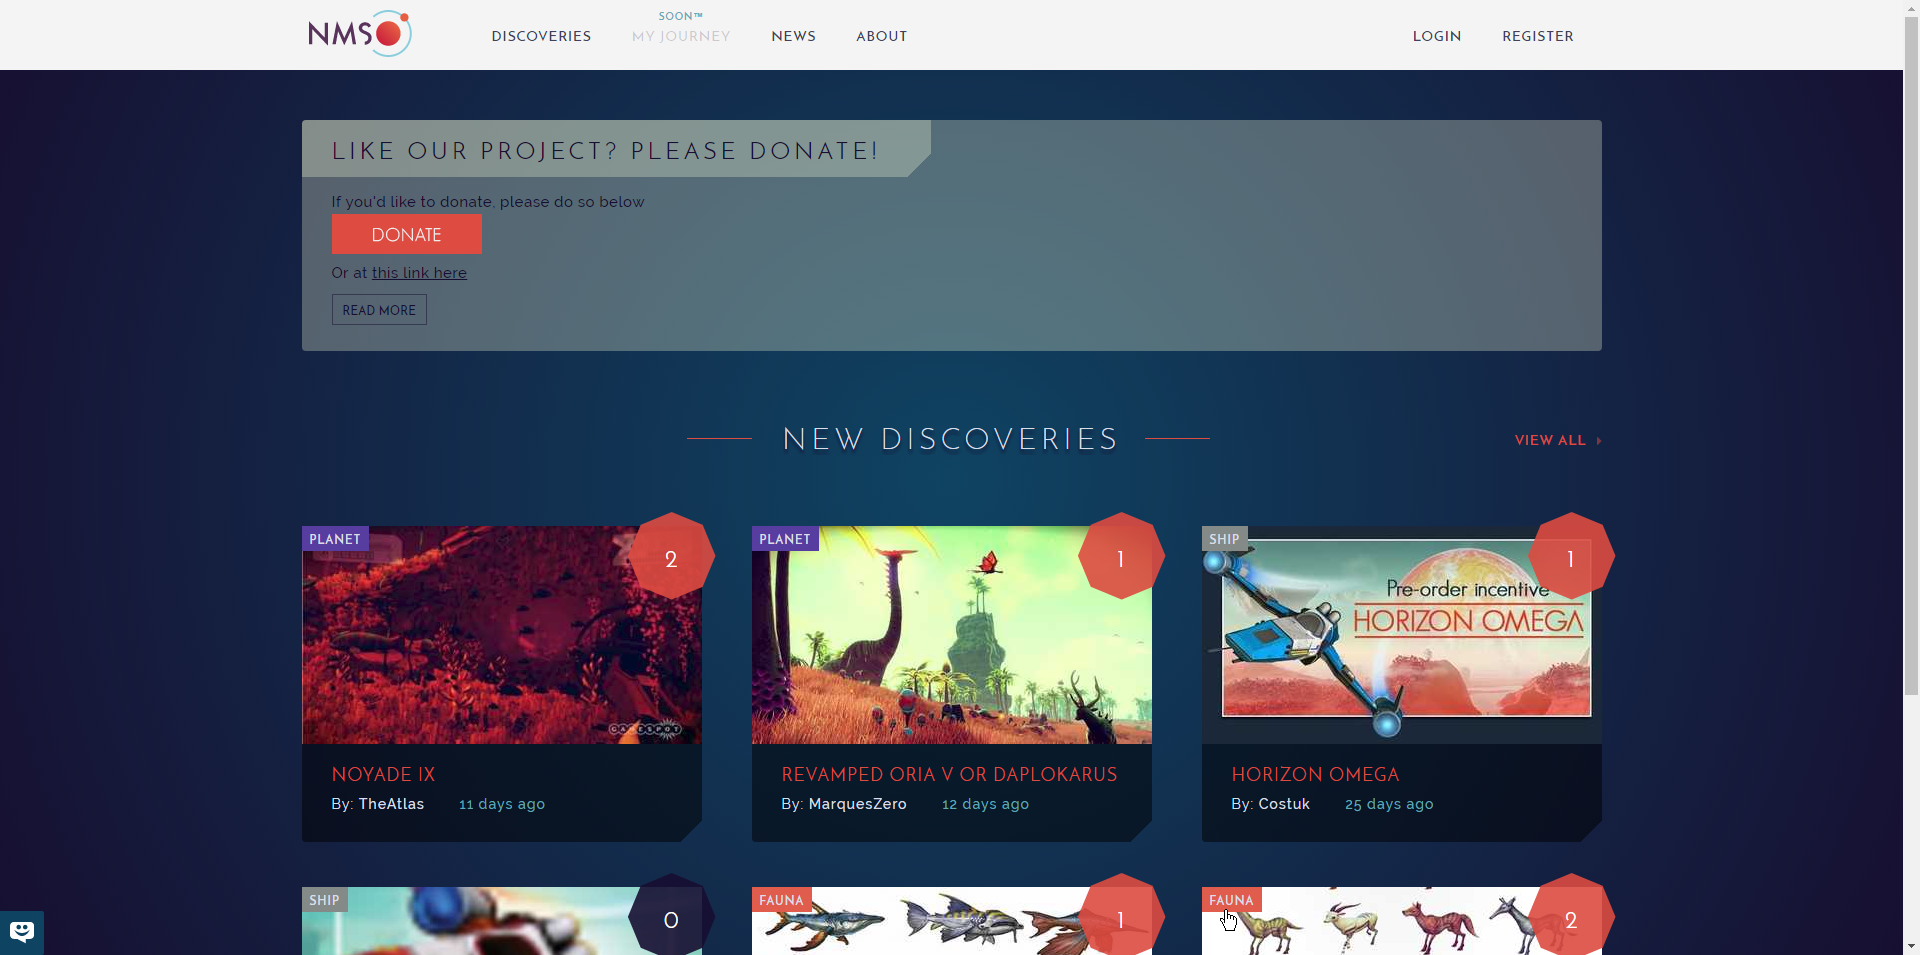 NMS
DISCOVERIES
SOON™
MY JOURNEY
NEWS
ABOUT
LOGIN
REGISTER
LIKE OUR PROJECT? PLEASE DONATE!
If you'd like to donate, please do so below
DONATE
Or at this link here
READ MORE
NEW DISCOVERIES
VIEW ALL
PLANET
2
GAMESPOT
NOYADE IX
By: TheAtlas 11 days ago
PLANET
1
REVAMPED ORIA V OR DAPLOKARUS
By: MarquesZero 12 days ago
SHIP
1
Pre-order incentive
HORIZON OMEGA
HORIZON OMEGA
By: Costuk 25 days ago
SHIP
0
FAUNA
1
FAUNA
2